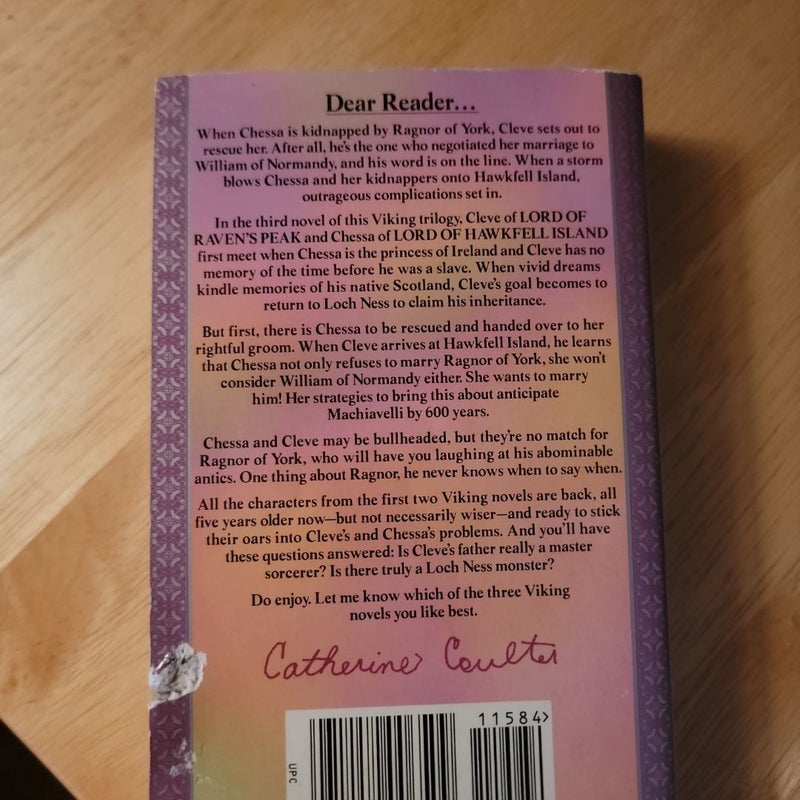 Dear Reader...
When Chessa is kidnapped by Ragnor of York, Cleve sets out to
rescue her. After all, he's the one who negotiated her marriage to
William of Normandy, and his word is on the line. When a storm
blows Chessa and her kidnappers onto Hawkfell Island,
outrageous complications set in.
In the third novel of this Viking trilogy, Cleve of LORD OF
RAVEN'S PEAK and Chessa of LORD OF HAWKFELL ISLAND
first meet when Chessa is the princess of Ireland and Cleve has no
memory of the time before he was a slave. When vivid dreams
kindle memories of his native Scotland, Cleve's goal becomes to
return to Loch Ness to claim his inheritance.
But first, there is Chessa to be rescued and handed over to her
rightful groom. When Cleve arrives at Hawkfell Island, he learns
that Chessa not only refuses to marry Ragnor of York, she won't
consider William of Normandy either. She wants to marry
him! Her strategies to bring this about anticipate
Machiavelli by 600 years.
Chessa and Cleve may be bullheaded, but they're no match for
Ragnor of York, who will have you laughing at his abominable
antics. One thing about Ragnor, he never knows when to say when.
All the characters from the first two Viking novels are back, all
five years older now—but not necessarily wiser—and ready to stick
their oars into Cleve's and Chessa's problems. And you'll have
these questions answered: Is Cleve's father really a master
sorcerer? Is there truly a Loch Ness monster?
Do enjoy. Let me know which of the three Viking
novels you like best.
Catherine Coulter
11584>
UPC